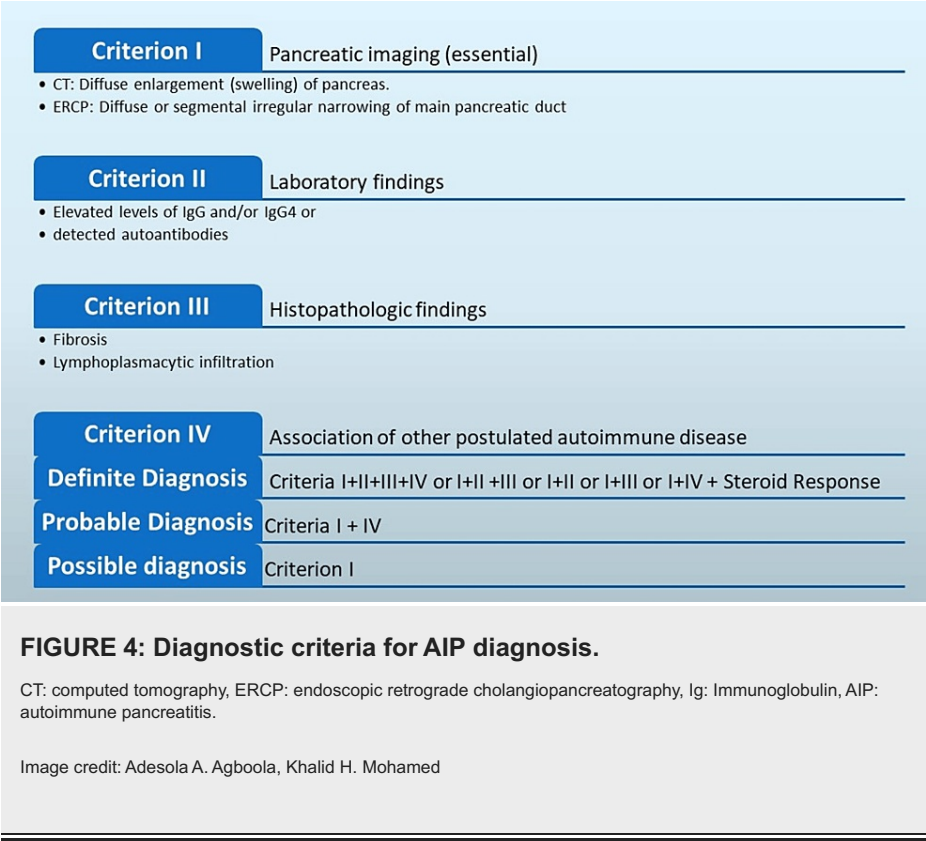 Criterion I Pancreatic imaging (essential)
• CT: Diffuse enlargement (swelling) of pancreas.
• ERCP: Diffuse or segmental irregular narrowing of main pancreatic duct
Criterion II Laboratory findings
• Elevated levels of IgG and/or IgG4 or
• detected autoantibodies
Criterion III Histopathologic findings
• Fibrosis
• Lymphoplasmacytic infiltration
Criterion IV Association of other postulated autoimmune disease
Definite Diagnosis Criteria I+II+III+IV or I+II +III or I+II or I+III or I+IV + Steroid Response
Probable Diagnosis Criteria I + IV
Possible diagnosis Criterion I
FIGURE 4: Diagnostic criteria for AIP diagnosis.
CT: computed tomography, ERCP: endoscopic retrograde cholangiopancreatography, Ig: Immunoglobulin, AIP:
autoimmune pancreatitis.
Image credit: Adesola A. Agboola, Khalid H. Mohamed